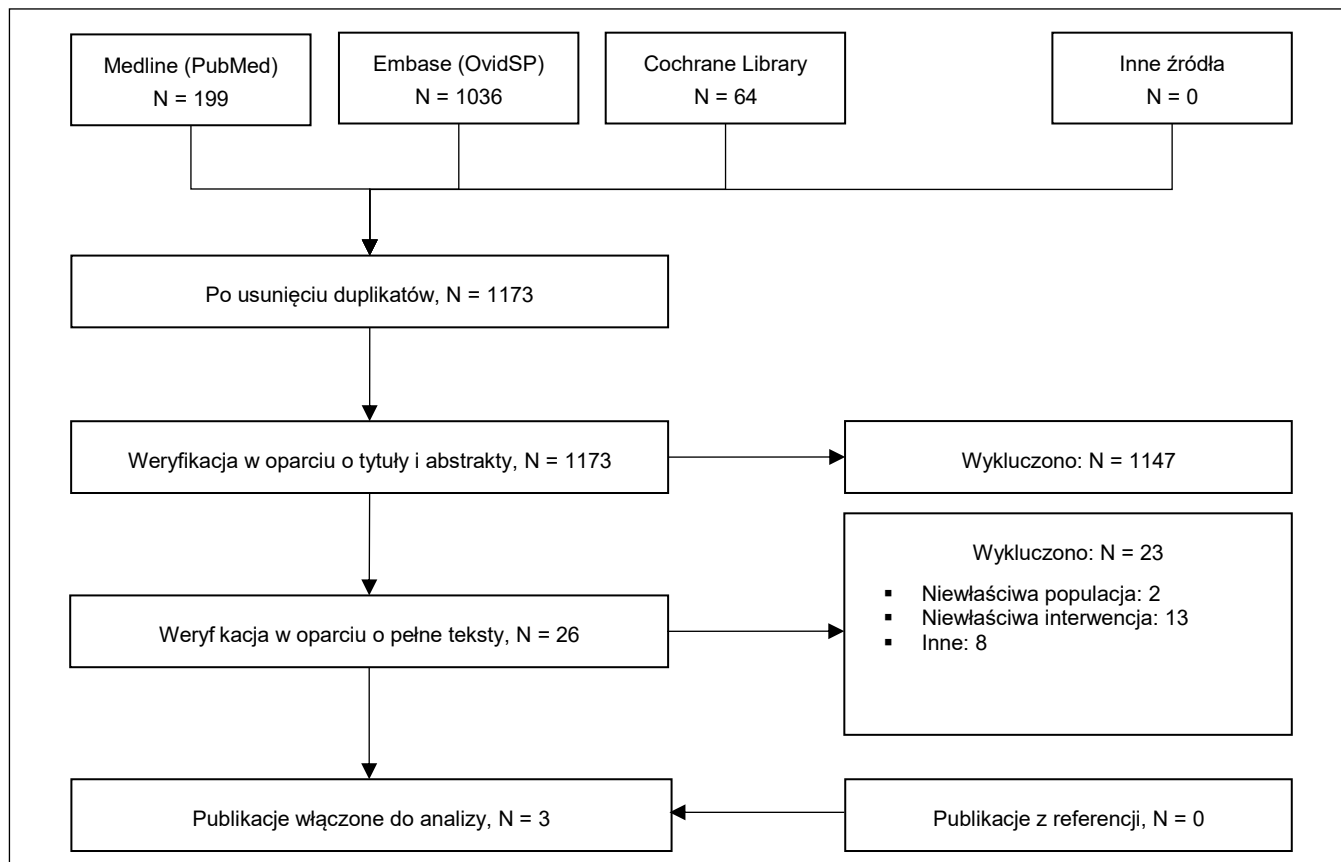 Medline (PubMed)
N = 199
Embase (OvidSP)
N = 1036
Cochrane Library
N = 64
Inne źródła
N = 0
Po usunięciu duplikatów, N = 1173
Weryfikacja w oparciu o tytuły i abstrakty, N = 1173
Wykluczono: N = 1147
Weryf kacja w oparciu o pełne teksty, N = 26
Wykluczono: N = 23
▪ Niewłaściwa populacja: 2
▪ Niewłaściwa interwencja: 13
▪ Inne: 8
Publikacje włączone do analizy, N = 3
Publikacje z referencji, N = 0